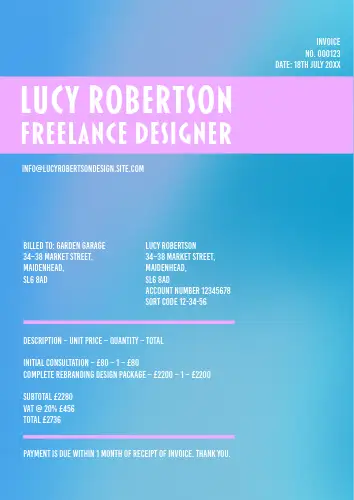 INVOICE
NO. 000123
DATE: 18TH JULY 20XX
LUCY ROBERTSON
FREELANCE DESIGNER
INFO@LUCYROBERTSONDESIGN.SITE.COM
BILLED TO: GARDEN GARAGE
34-38 MARKET STREET,
MAIDENHEAD,
SL6 8AD
LUCY ROBERTSON
34-38 MARKET STREET,
MAIDENHEAD,
SL6 8AD
ACCOUNT NUMBER 12345678
SORT CODE 12-34-56
DESCRIPTION – UNIT PRICE – QUANTITY – TOTAL
INITIAL CONSULTATION – £80 – 1 – £80
COMPLETE REBRANDING DESIGN PACKAGE – £2200 – 1 – £2200
SUBTOTAL £2280
VAT @ 20% £456
TOTAL £2736
PAYMENT IS DUE WITHIN 1 MONTH OF RECEIPT OF INVOICE. THANK YOU.